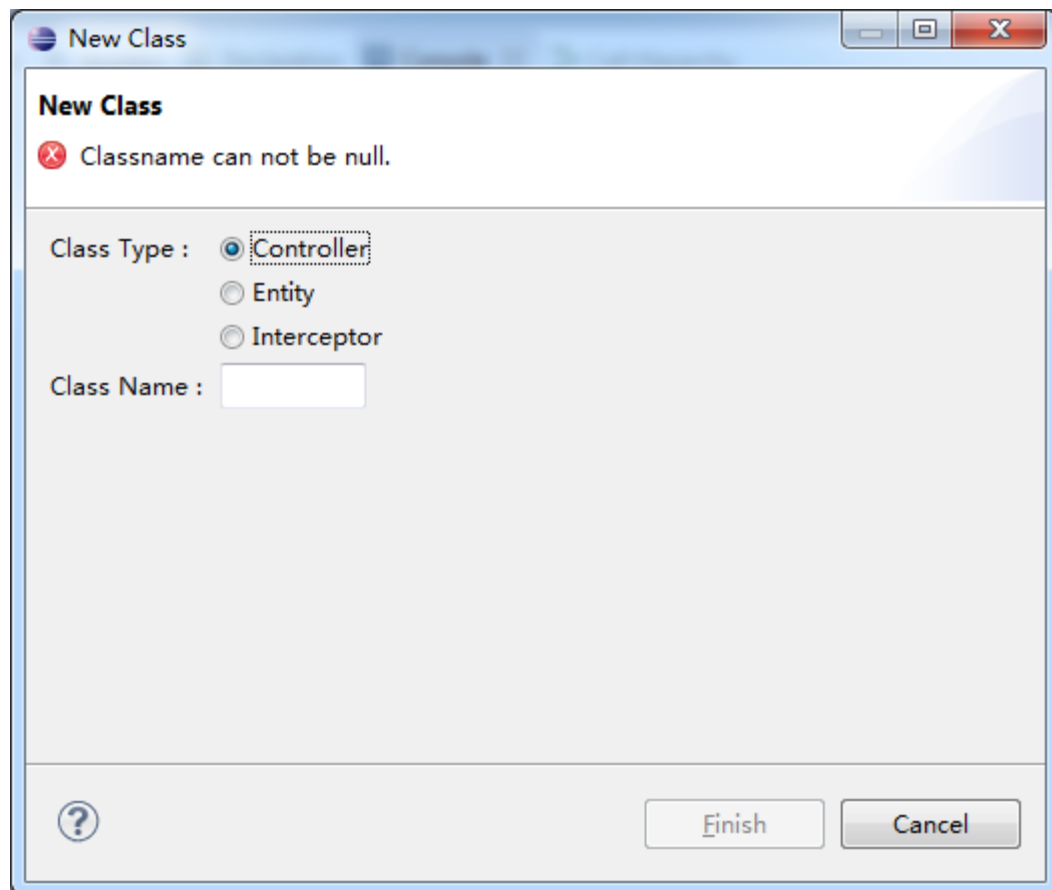 New Class
New Class
Classname can not be null.
Class Type : Controller
Entity
Interceptor
Class Name :
Finish Cancel